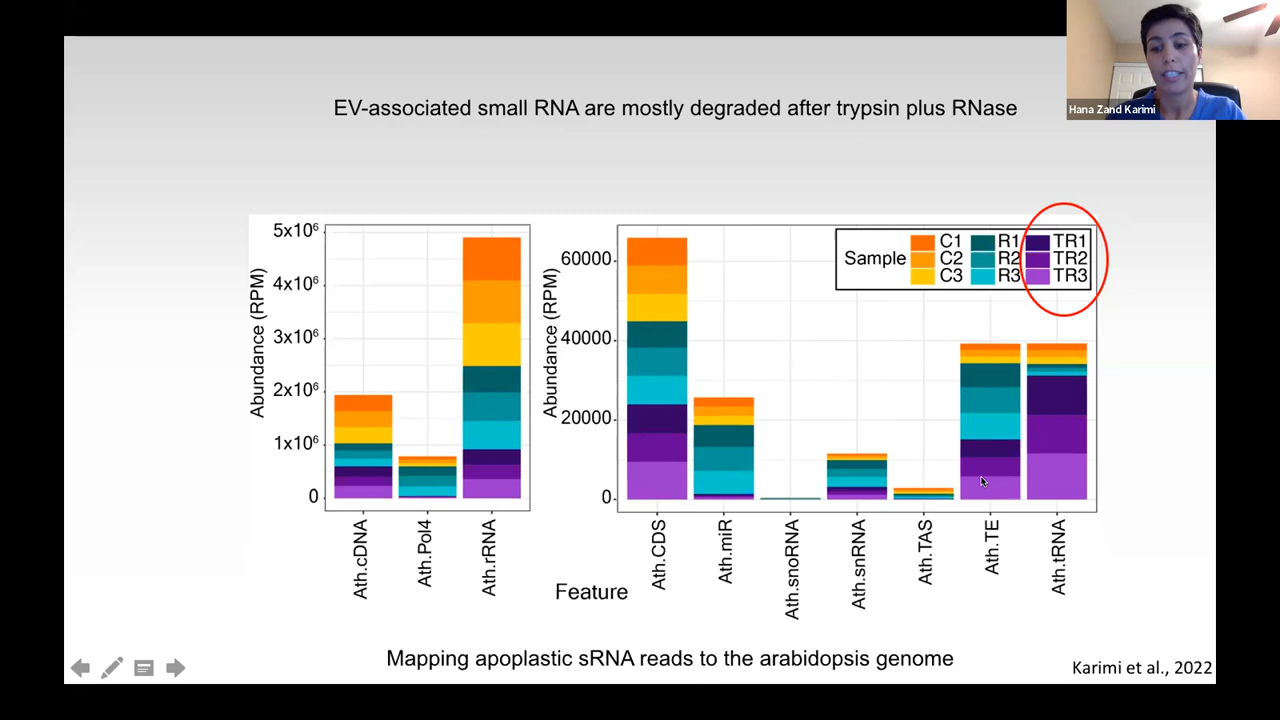 Hana Zand Karimi
EV-associated small RNA are mostly degraded after trypsin plus RNase
Abundance (RPM)
5x10⁶
4x10⁶
3x10⁶
2x10⁶
1x10⁶
0
Ath.cDNA
Ath.Pol4
Ath.rRNA
Abundance (RPM)
60000
40000
20000
0
Sample
C1
C2
C3
R1
R2
R3
TR1
TR2
TR3
Ath.CDS
Ath.miR
Ath.snoRNA
Ath.snRNA
Ath.TAS
Ath.TE
Ath.tRNA
Feature
Mapping apoplastic sRNA reads to the arabidopsis genome
Karimi et al., 2022